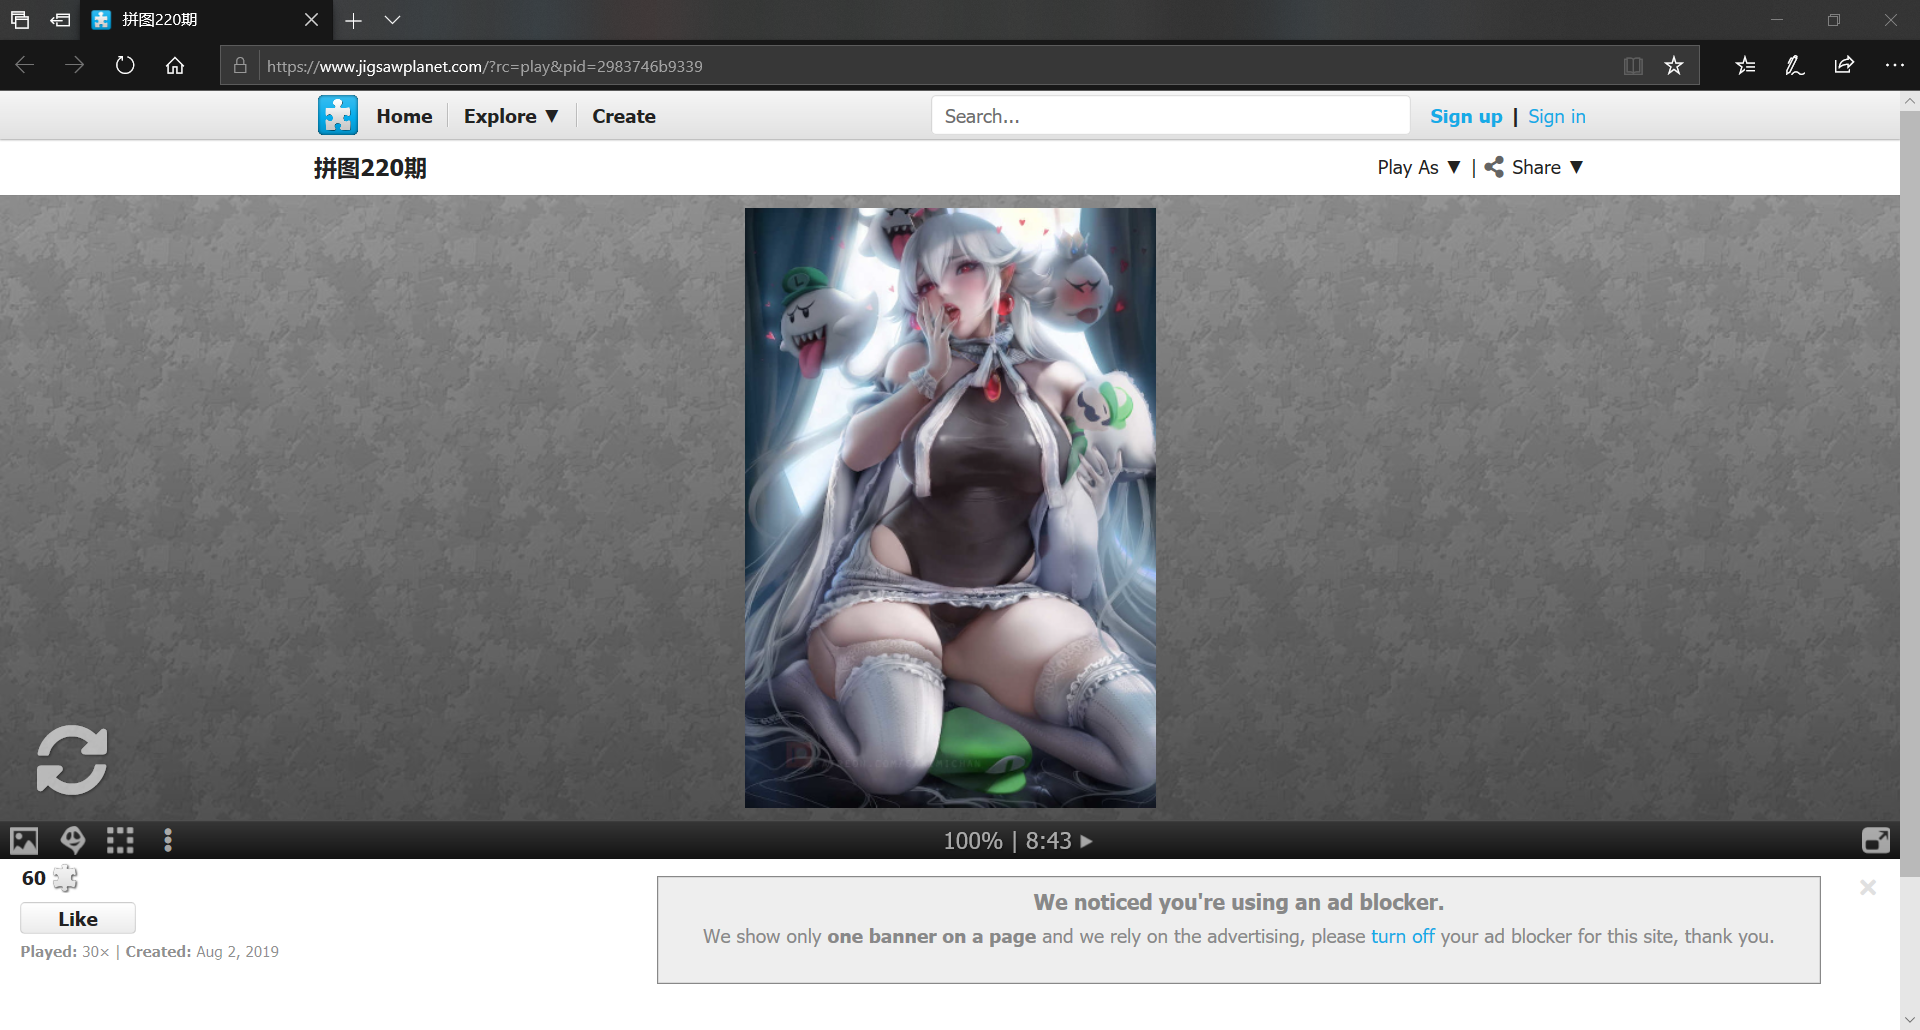 拼图220期
https://www.jigsawplanet.com/?rc=play&pid=2983746b9339
Home Explore ▼ Create Search... Sign up | Sign in
拼图220期 Play As ▼ | Share ▼
L
100% | 8:43
60
Like
Played: 30× | Created: Aug 2, 2019
We noticed you're using an ad blocker.
We show only one banner on a page and we rely on the advertising, please turn off your ad blocker for this site, thank you.